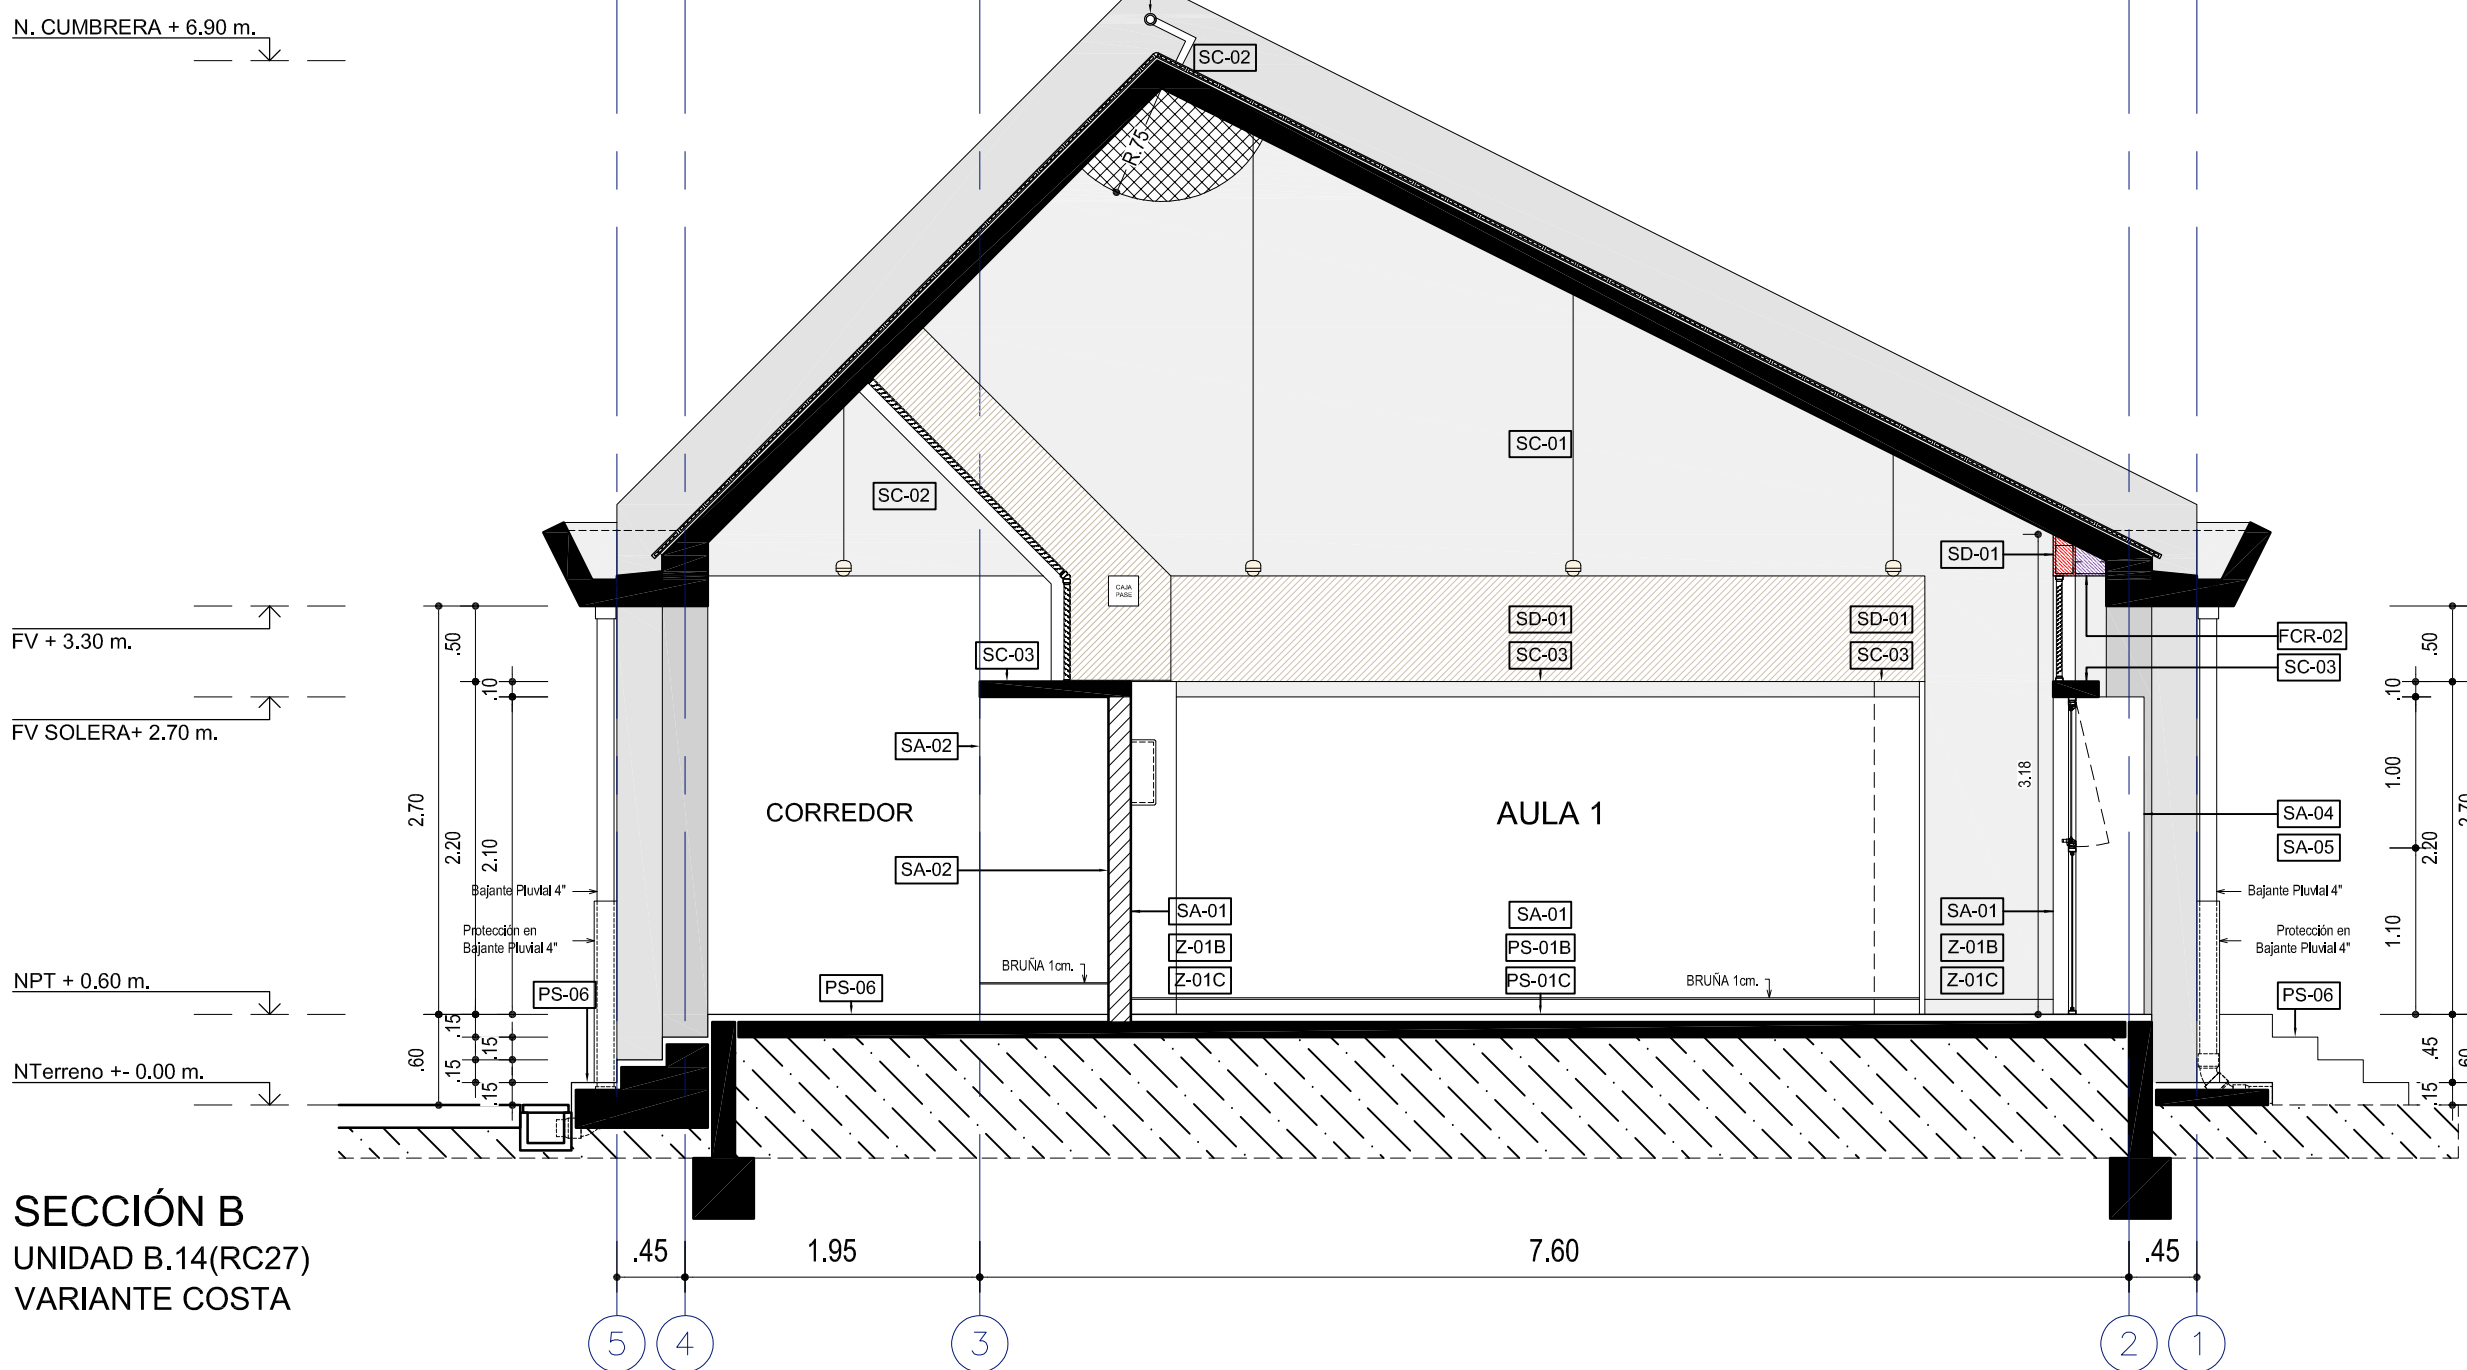 N. CUMBRERA + 6.90 m.
SC-02
R.75
SC-01
SC-02
SD-01
CAJA
PASE
FV + 3.30 m.
.50
SD-01
SD-01
FCR-02
.50
SC-03
SC-03
SC-03
SC-03
.10
.10
FV SOLERA+ 2.70 m.
SA-02
3.18
1.00
2.70
2.20
2.10
CORREDOR
AULA 1
SA-04
SA-05
2.20
2.70
SA-02
Bajante Pluvial 4"
Bajante Pluvial 4"
SA-01
SA-01
SA-01
Protección en
Bajante Pluvial 4"
Z-01B
PS-01B
Z-01B
Protección en
Bajante Pluvial 4"
1.10
BRUÑA 1cm.
Z-01C
PS-01C
BRUÑA 1cm.
Z-01C
NPT + 0.60 m.
PS-06
PS-06
PS-06
.15
.15
.60
.15
.15
.45
.60
.15
NTerreno +- 0.00 m.
SECCIÓN B
UNIDAD B.14(RC27)
VARIANTE COSTA
.45
1.95
7.60
.45
5
4
3
2
1